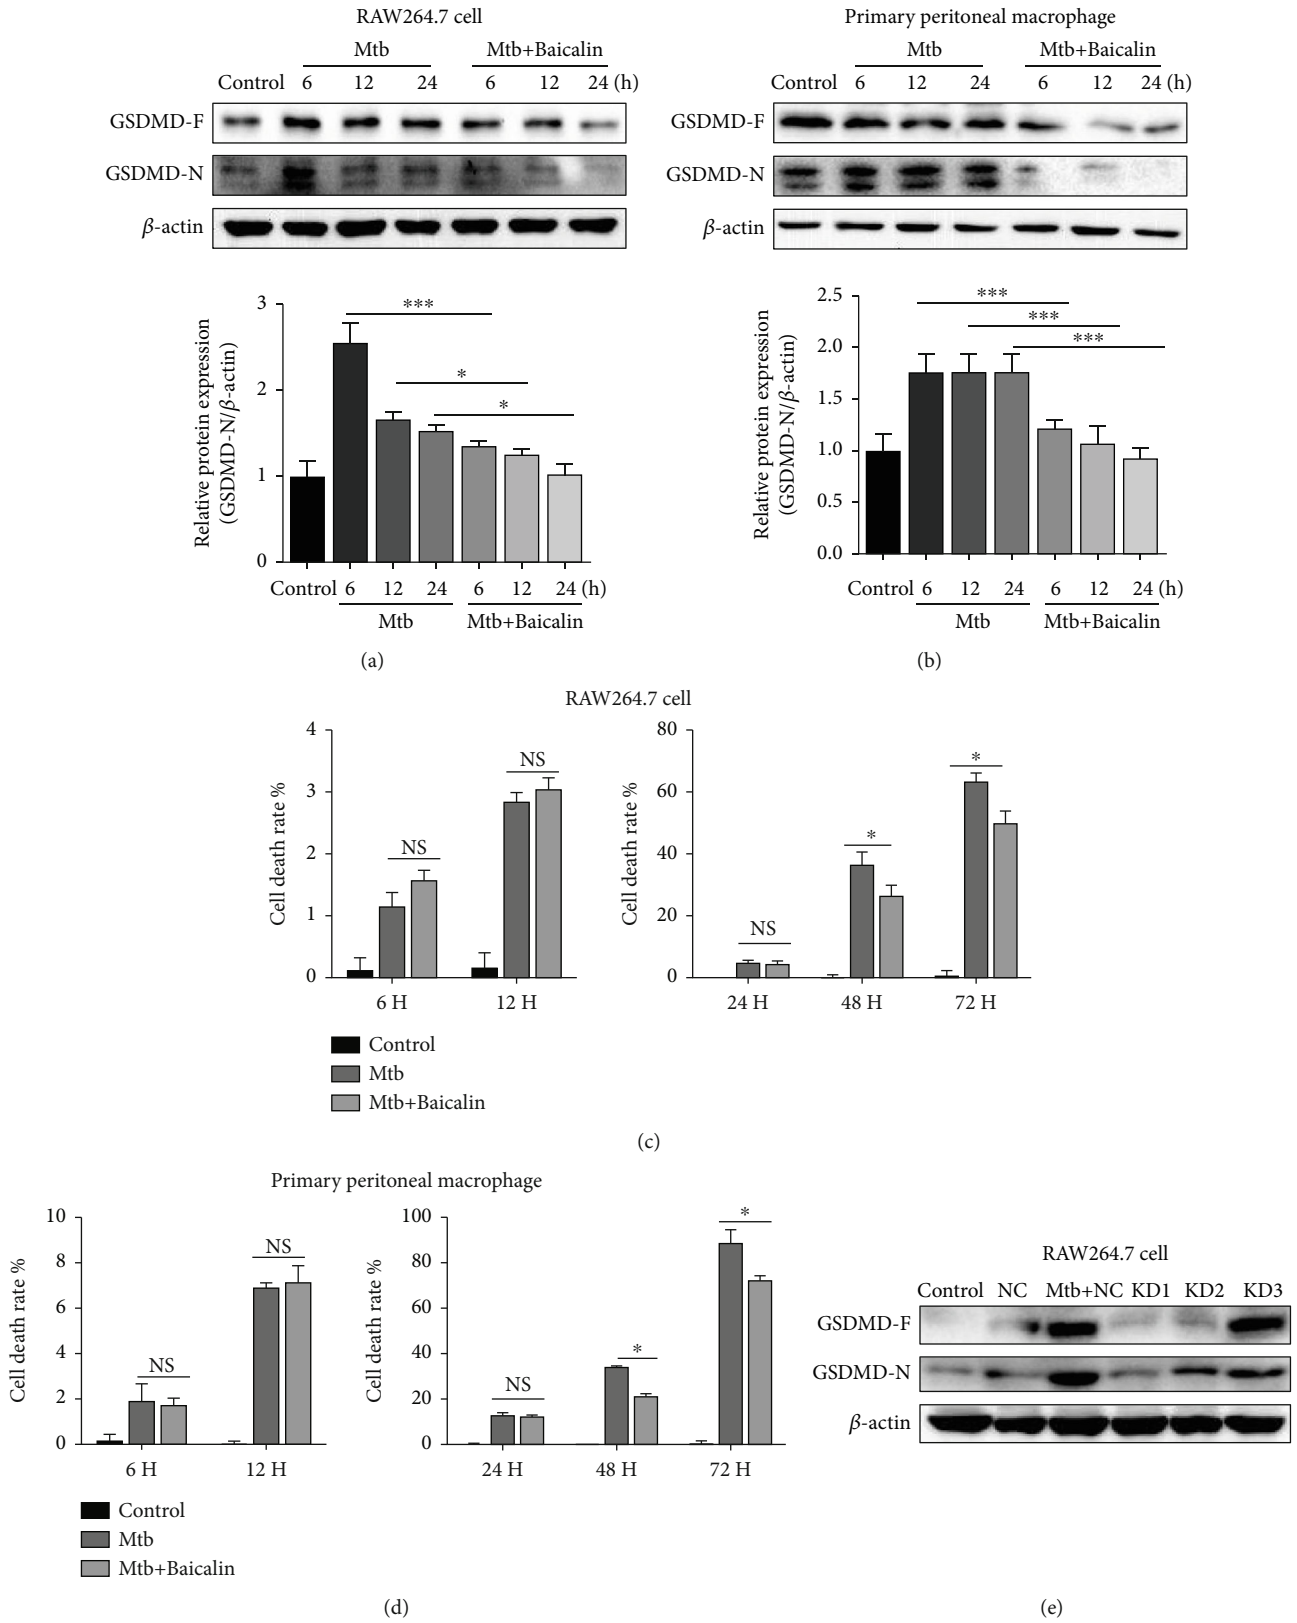 RAW264.7 cell
Mtb Mtb+Baicalin
Control 6 12 24 6 12 24 (h)
GSDMD-F
GSDMD-N
β-actin
Primary peritoneal macrophage
Mtb Mtb+Baicalin
Control 6 12 24 6 12 24 (h)
GSDMD-F
GSDMD-N
β-actin
Relative protein expression
(GSDMD-N/β-actin)
3
2
1
0
***
*
*
Control 6 12 24 6 12 24 (h)
Mtb Mtb+Baicalin
(a)
Relative protein expression
(GSDMD-N/β-actin)
2.5
2.0
1.5
1.0
0.5
0.0
***
***
***
Control 6 12 24 6 12 24 (h)
Mtb Mtb+Baicalin
(b)
RAW264.7 cell
Cell death rate %
4
3
2
1
0
NS
NS
6 H 12 H
Cell death rate %
80
60
40
20
0
NS
*
*
24 H 48 H 72 H
Control
Mtb
Mtb+Baicalin
(c)
Primary peritoneal macrophage
Cell death rate %
10
8
6
4
2
0
NS
NS
6 H 12 H
Cell death rate %
100
80
60
40
20
0
NS
*
*
24 H 48 H 72 H
Control
Mtb
Mtb+Baicalin
(d)
RAW264.7 cell
Control NC Mtb+NC KD1 KD2 KD3
GSDMD-F
GSDMD-N
β-actin
(e)